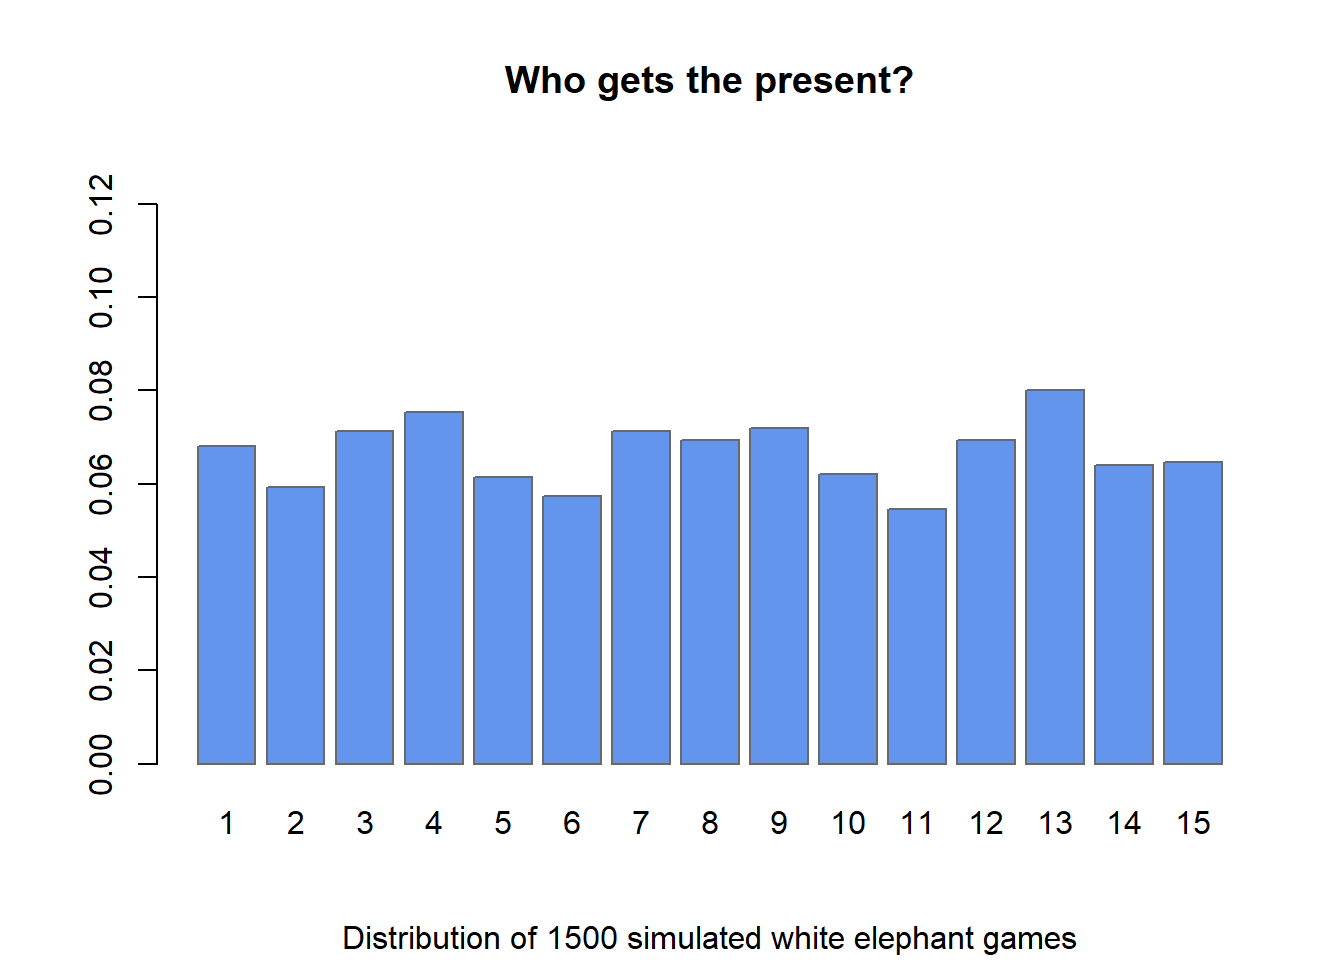 Who gets the present?
0.12
0.10
0.08
0.06
0.04
0.02
0.00
1 2 3 4 5 6 7 8 9 10 11 12 13 14 15
Distribution of 1500 simulated white elephant games